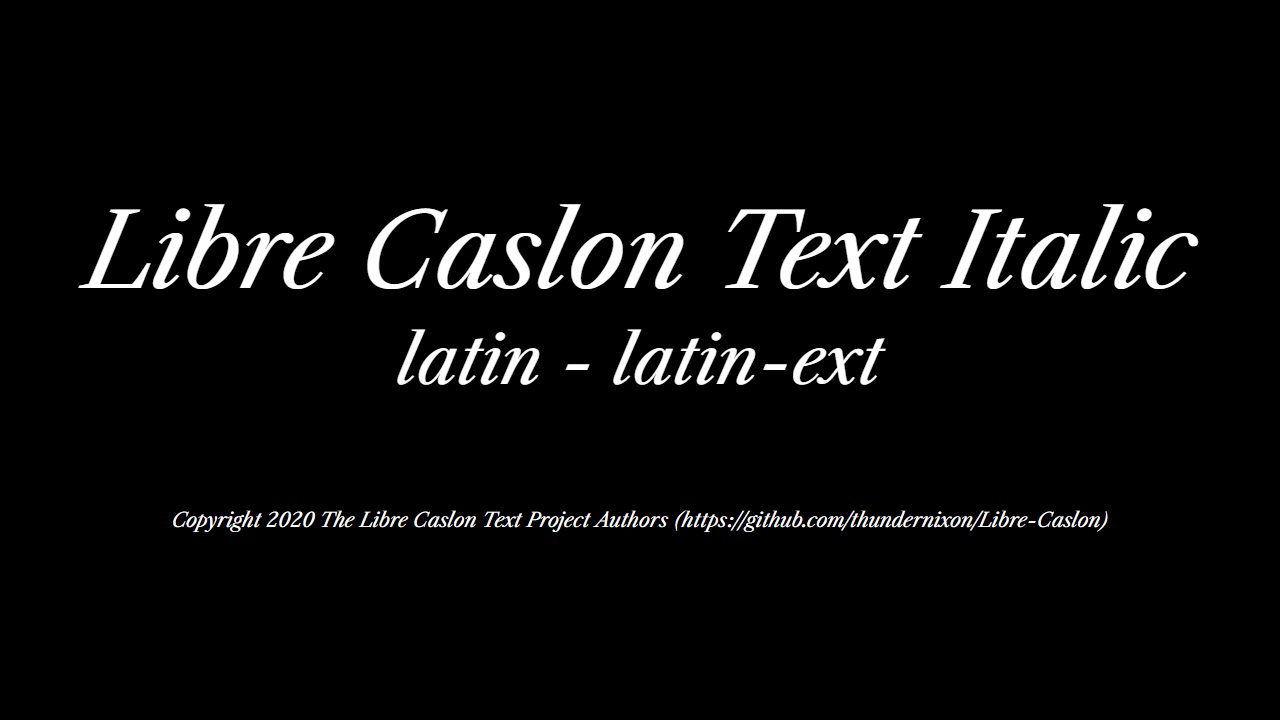 Libre Caslon Text Italic
latin - latin-ext
Copyright 2020 The Libre Caslon Text Project Authors (https://github.com/thundernixon/Libre-Caslon)